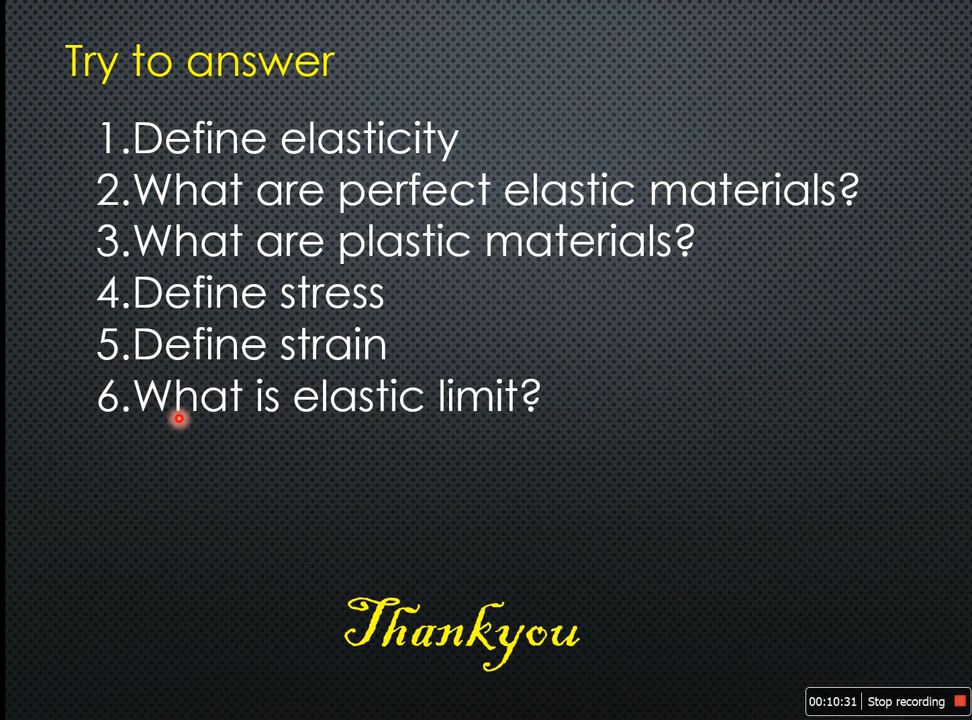 Try to answer
1.Define elasticity
2.What are perfect elastic materials?
3.What are plastic materials?
4.Define stress
5.Define strain
6.What is elastic limit?
Thankyou
00:10:31 Stop recording